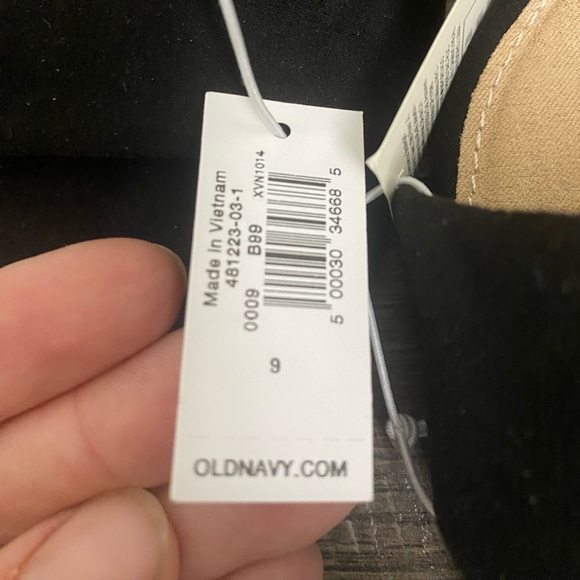 Made in Vietnam
481223-03-1
0009 B99 XVN1014
5 00030 34668 5
9
OLDNAVY.COM